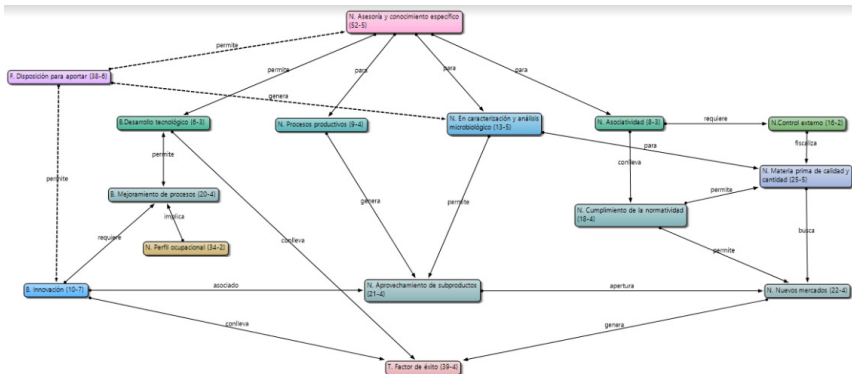 N. Asesoría y conocimiento específico
(52-5)
permite
F. Disposición para aportar (38-6)
permite
para
para
para
genera
B.Desarrollo tecnológico (6-3)
N. Procesos productivos (9-4)
N. En caracterización y análisis
microbiológico (13-5)
N. Asociatividad (8-3)
requiere
N.Control externo (16-2)
para
fiscaliza
permite
conlleva
N. Materia prima de calidad y
cantidad (25-5)
permite
B. Mejoramiento de procesos (20-4)
genera
permite
permite
N. Cumplimiento de la normatividad
(18-4)
implica
requiere
N. Perfil ocupacional (34-2)
conlleva
busca
permite
B. Innovación (10-7)
asociado
N. Aprovechamiento de subproductos
(21-4)
apertura
N. Nuevos mercados (22-4)
conlleva
genera
T. Factor de éxito (39-4)